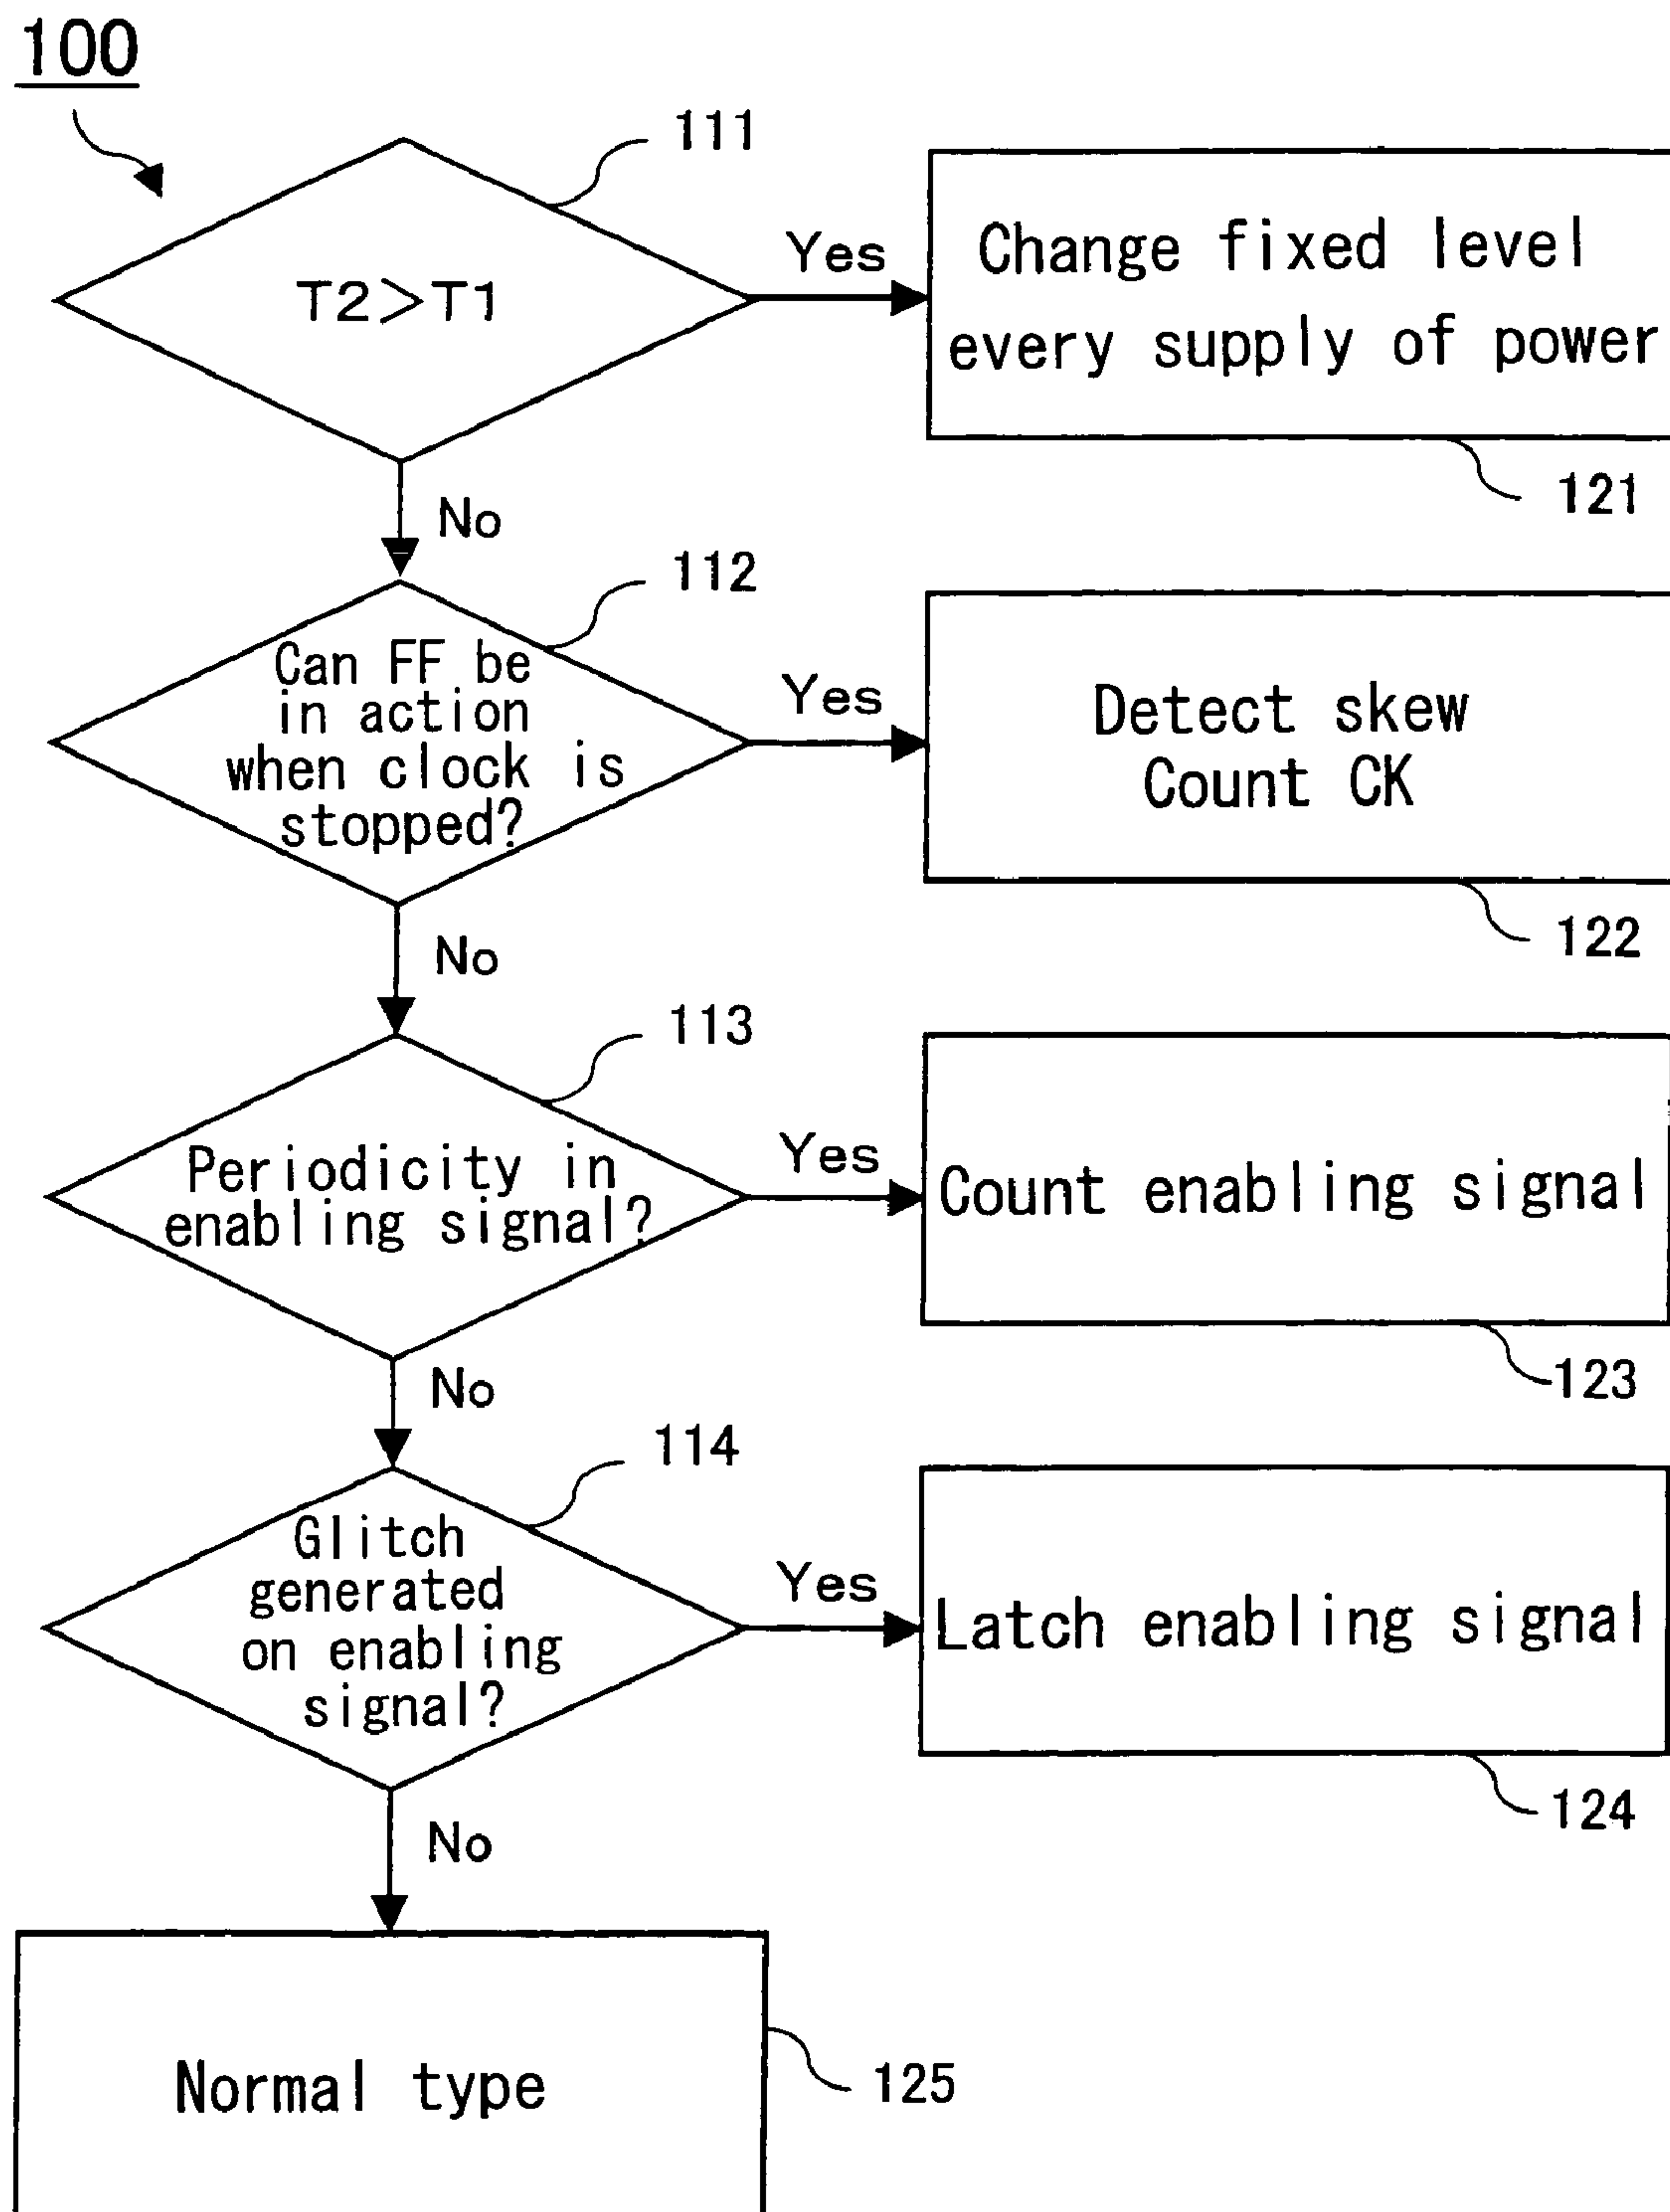 100
111
T2>T1
Yes
Change fixed level
every supply of power
121
No
112
Can FF be
in action
when clock is
stopped?
Yes
Detect skew
Count CK
122
No
113
Periodicity in
enabling signal?
Yes
Count enabling signal
123
No
114
Glitch
generated
on enabling
signal?
Yes
Latch enabling signal
124
No
Normal type
125